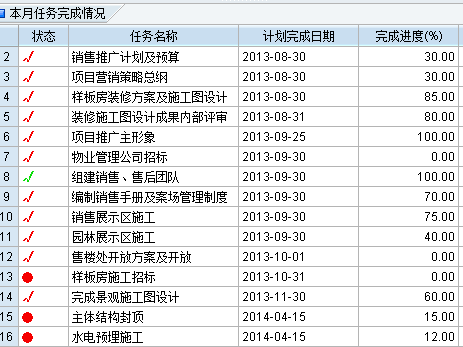 本月任务完成情况
状态 任务名称 计划完成日期 完成进度(%)
2 销售推广计划及预算 2013-08-30 30.00
3 项目营销策略总纲 2013-08-30 30.00
4 样板房装修方案及施工图设计 2013-08-30 85.00
5 装修施工图设计成果内部评审 2013-08-31 80.00
6 项目推广主形象 2013-09-25 100.00
7 物业管理公司招标 2013-09-30 0.00
8 组建销售、售后团队 2013-09-30 100.00
9 编制销售手册及案场管理制度 2013-09-30 70.00
10 销售展示区施工 2013-09-30 75.00
11 园林展示区施工 2013-09-30 40.00
12 售楼处开放方案及开放 2013-10-01 0.00
13 样板房施工招标 2013-10-31 0.00
14 完成景观施工图设计 2013-11-30 60.00
15 主体结构封顶 2014-04-15 15.00
16 水电预埋施工 2014-04-15 12.00